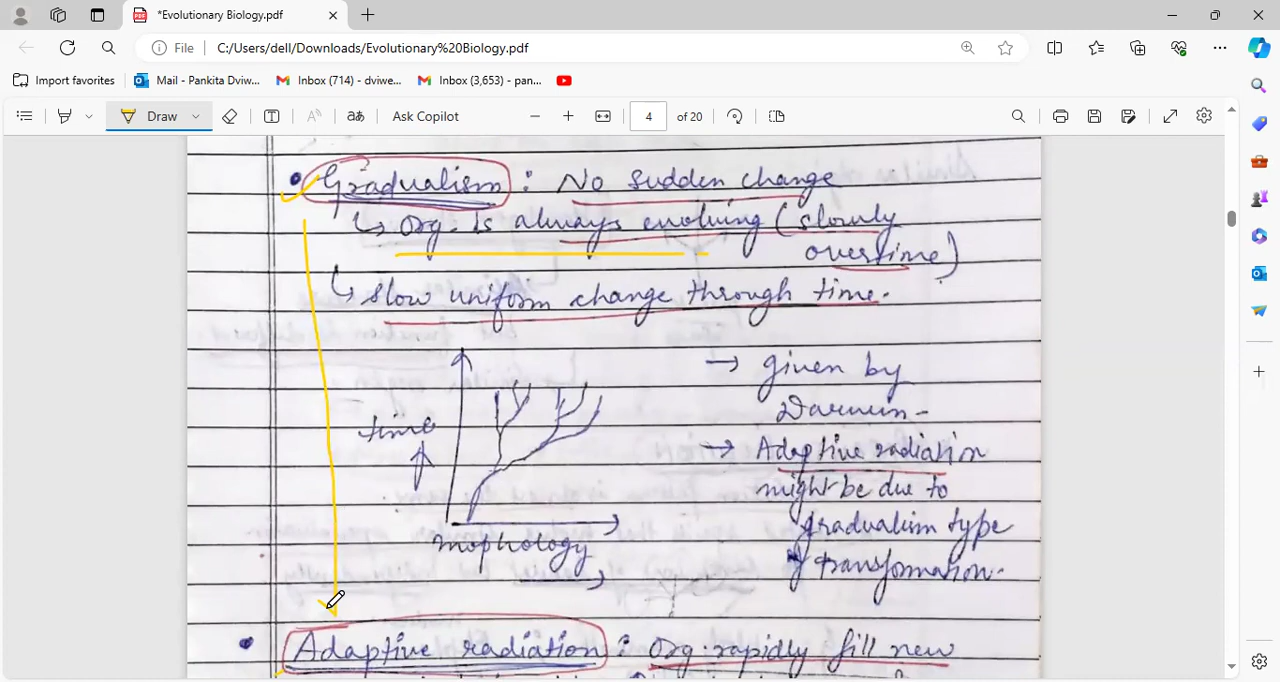 *Evolutionary Biology.pdf
File C:/Users/dell/Downloads/Evolutionary%20Biology.pdf
Import favorites Mail - Pankita Dviw... Inbox (714) - dviwe... Inbox (3,653) - pan...
Draw aあ Ask Copilot 4 of 20
Gradualism : No sudden change
↳ Org. is always evolving (slowly
overtime)
↳ slow uniform change through time.
time
mophology
→ given by
Darwin -
→ Adaptive radiation
might be due to
gradualism type
of transformation.
• Adaptive radiation : Org. rapidly fill new